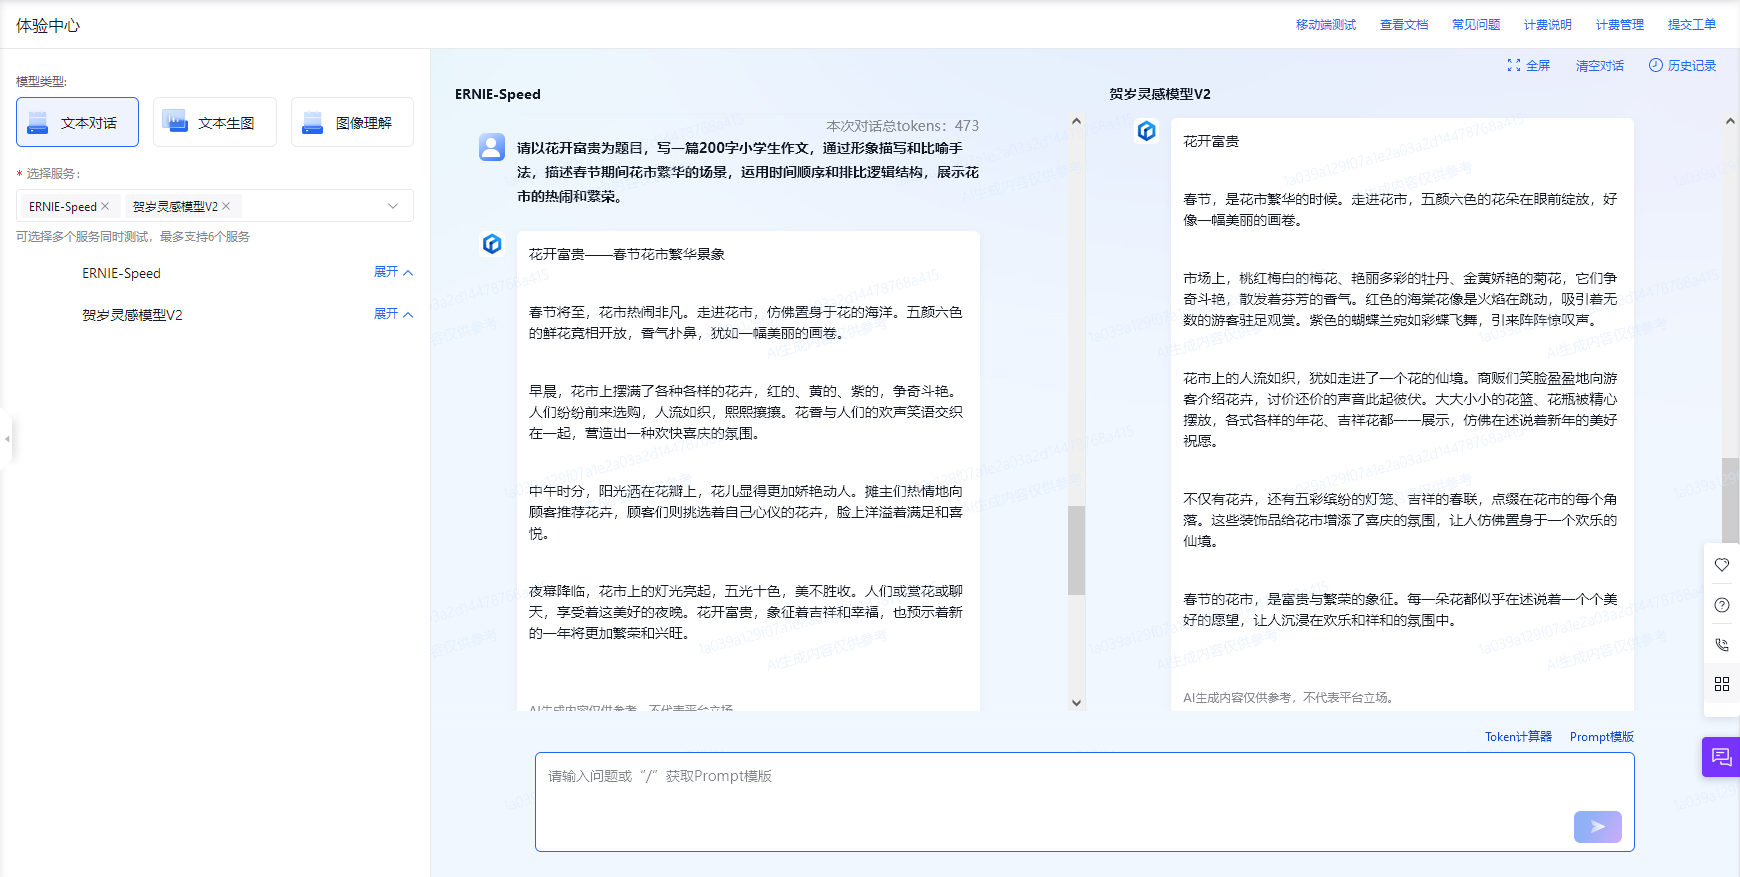 体验中心
移动端测试 查看文档 常见问题 计费说明 计费管理 提交工单
模型类型:
文本对话 文本生图 图像理解
* 选择服务:
ERNIE-Speed × 贺岁灵感模型V2 ×
可选择多个服务同时测试，最多支持6个服务
ERNIE-Speed 展开
贺岁灵感模型V2 展开
全屏 清空对话 历史记录
ERNIE-Speed
本次对话总tokens：473
请以花开富贵为题目，写一篇200字小学生作文，通过形象描写和比喻手
法，描述春节期间花市繁华的场景，运用时间顺序和排比逻辑结构，展示花
市的热闹和繁荣。
花开富贵——春节花市繁华景象
春节将至，花市热闹非凡。走进花市，仿佛置身于花的海洋。五颜六色
的鲜花竞相开放，香气扑鼻，犹如一幅美丽的画卷。
早晨，花市上摆满了各种各样的花卉，红的、黄的、紫的，争奇斗艳。
人们纷纷前来选购，人流如织，熙熙攘攘。花香与人们的欢声笑语交织
在一起，营造出一种欢快喜庆的氛围。
中午时分，阳光洒在花瓣上，花儿显得更加娇艳动人。摊主们热情地向
顾客推荐花卉，顾客们则挑选着自己心仪的花卉，脸上洋溢着满足和喜
悦。
夜幕降临，花市上的灯光亮起，五光十色，美不胜收。人们或赏花或聊
天，享受着这美好的夜晚。花开富贵，象征着吉祥和幸福，也预示着新
的一年将更加繁荣和兴旺。
AI生成内容仅供参考，不代表平台立场
贺岁灵感模型V2
花开富贵
春节，是花市繁华的时候。走进花市，五颜六色的花朵在眼前绽放，好
像一幅美丽的画卷。
市场上，桃红梅白的梅花、艳丽多彩的牡丹、金黄娇艳的菊花，它们争
奇斗艳，散发着芬芳的香气。红色的海棠花像是火焰在跳动，吸引着无
数的游客驻足观赏。紫色的蝴蝶兰宛如彩蝶飞舞，引来阵阵惊叹声。
花市上的人流如织，犹如走进了一个花的仙境。商贩们笑脸盈盈地向游
客介绍花卉，讨价还价的声音此起彼伏。大大小小的花篮、花瓶被精心
摆放，各式各样的年花、吉祥花都一一展示，仿佛在述说着新年的美好
祝愿。
不仅有花卉，还有五彩缤纷的灯笼、吉祥的春联，点缀在花市的每个角
落。这些装饰品给花市增添了喜庆的氛围，让人仿佛置身于一个欢乐的
仙境。
春节的花市，是富贵与繁荣的象征。每一朵花都似乎在述说着一个个美
好的愿望，让人沉浸在欢乐和祥和的氛围中。
AI生成内容仅供参考，不代表平台立场。
Token计算器 Prompt模版
请输入问题或“/”获取Prompt模版